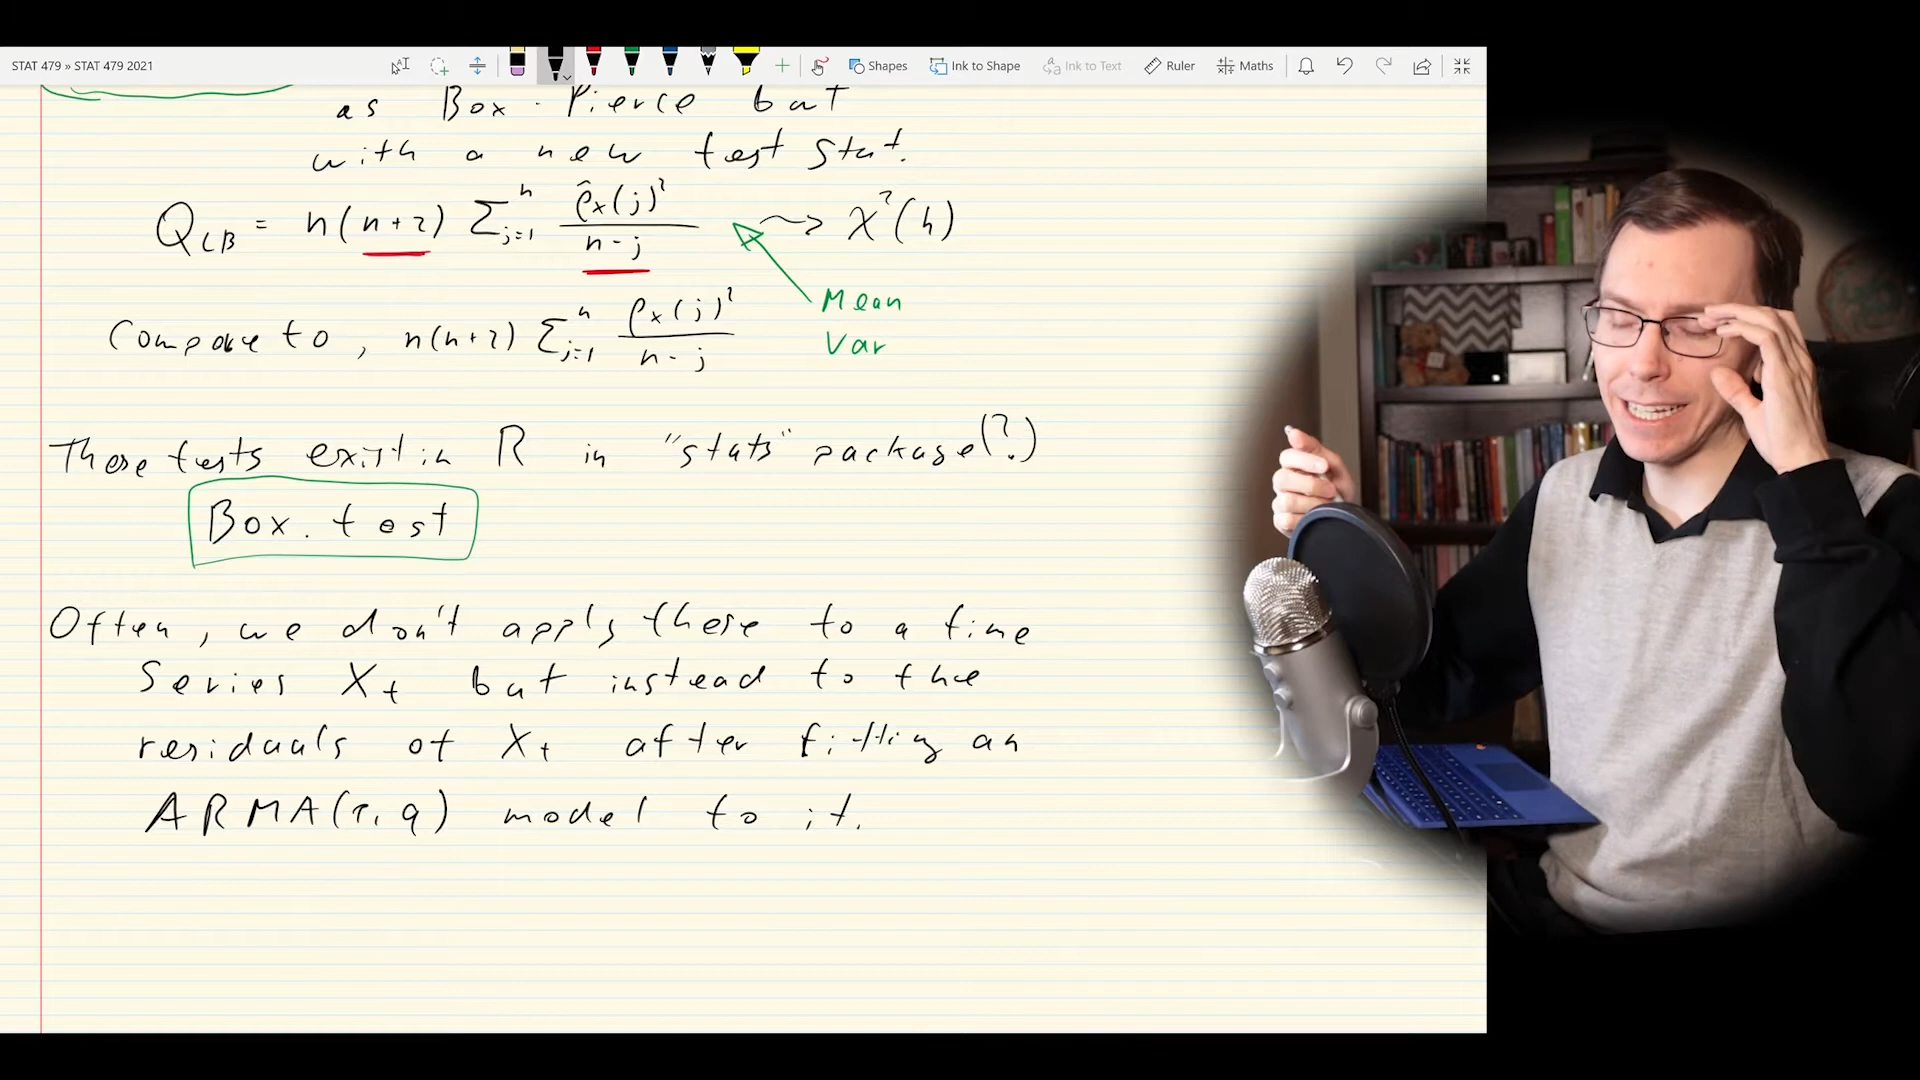 STAT 479 » STAT 479 2021
Shapes Ink to Shape Ink to Text Ruler Maths
as Box-Pierce but
with a new test stat.
Q_LB = n(n+2) Σ_{j=1}^{h} ρ̂_X(j)² / (n-j) ⇝ χ²(h)
Mean
Var
Compare to, n(n+2) Σ_{j=1}^{h} ρ_X(j)² / (n-j)
These tests exist in R in "stats" package(?)
Box.test
Often, we don't apply these to a time
Series X_t but instead to the
residuals of X_t after fitting an
ARMA(p,q) model to it.